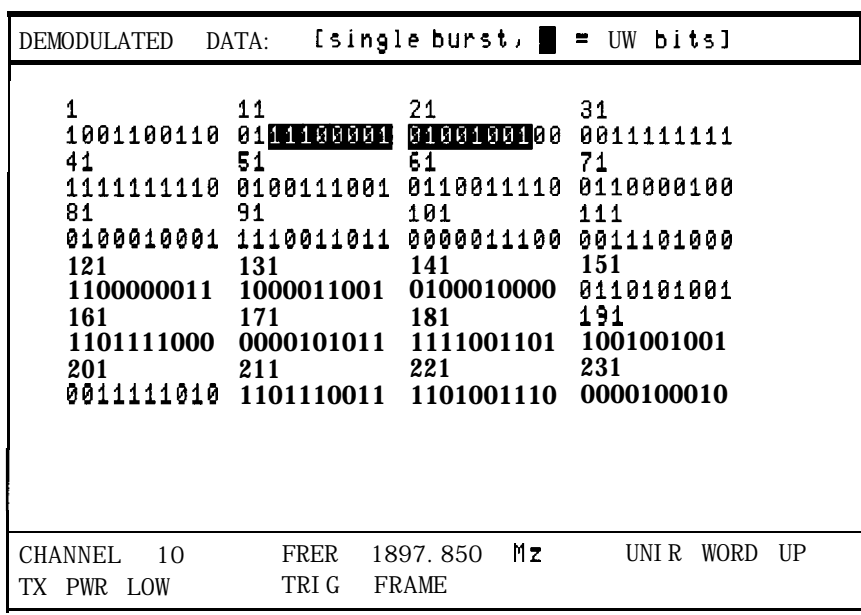 DEMODULATED DATA: [single burst, █ = UW bits]
1 11 21 31
1001100110 0111100001 0100100100 0011111111
41 51 61 71
1111111110 0100111001 0110011110 0110000100
81 91 101 111
0100010001 1110011011 0000011100 0011101000
121 131 141 151
1100000011 1000011001 0100010000 0110101001
161 171 181 191
1101111000 0000101011 1111001101 1001001001
201 211 221 231
0011111010 1101110011 1101001110 0000100010
CHANNEL 10 FRER 1897.850 Mz UNIR WORD UP
TX PWR LOW TRIG FRAME